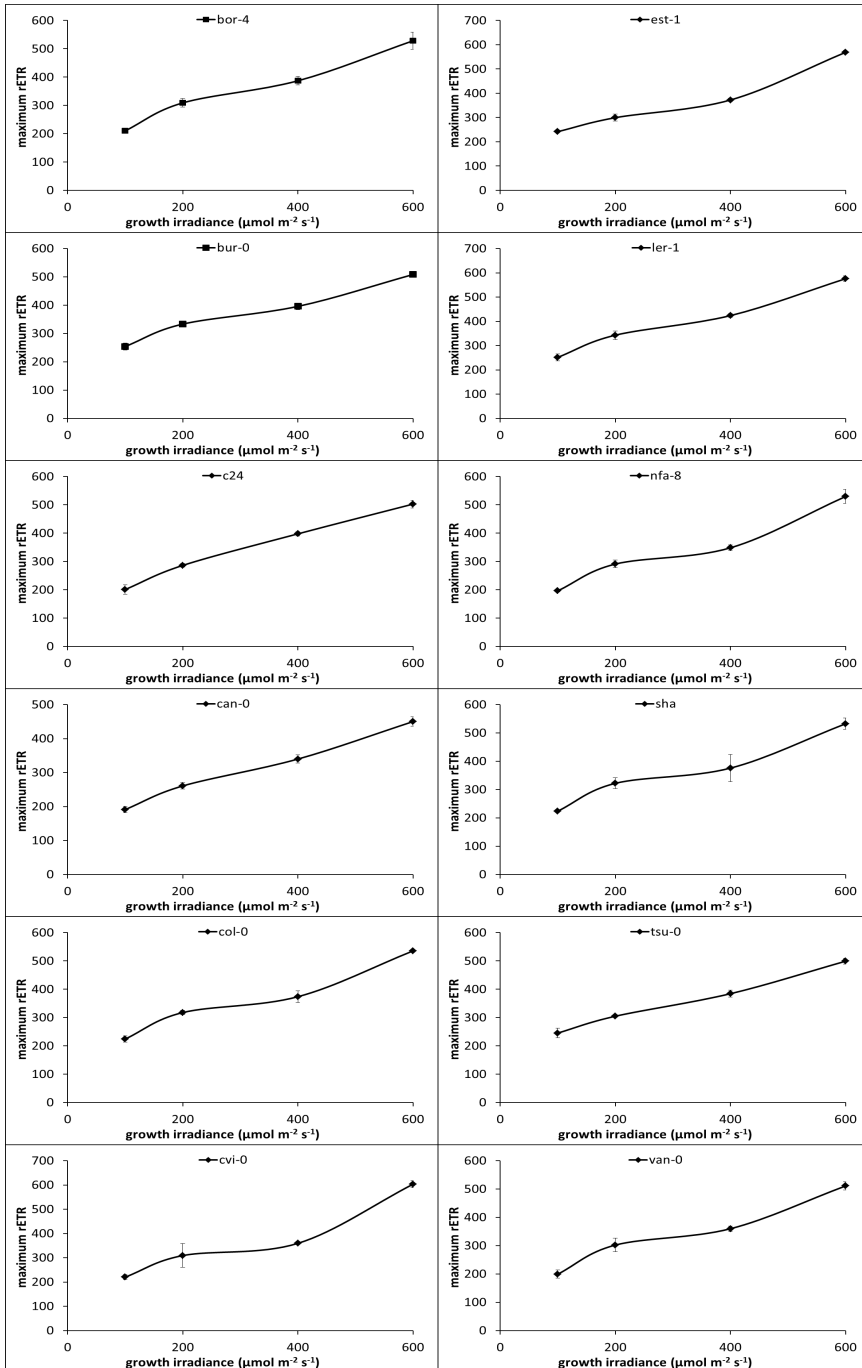 bor-4
maximum rETR
600
500
400
300
200
100
0
0 200 400 600
growth irradiance (µmol m⁻² s⁻¹)
est-1
maximum rETR
700
600
500
400
300
200
100
0
0 200 400 600
growth irradiance (µmol m⁻² s⁻¹)
bur-0
maximum rETR
600
500
400
300
200
100
0
0 200 400 600
growth irradiance (µmol m⁻² s⁻¹)
ler-1
maximum rETR
700
600
500
400
300
200
100
0
0 200 400 600
growth irradiance (µmol m⁻² s⁻¹)
c24
maximum rETR
600
500
400
300
200
100
0
0 200 400 600
growth irradiance (µmol m⁻² s⁻¹)
nfa-8
maximum rETR
600
500
400
300
200
100
0
0 200 400 600
growth irradiance (µmol m⁻² s⁻¹)
can-0
maximum rETR
500
400
300
200
100
0
0 200 400 600
growth irradiance (µmol m⁻² s⁻¹)
sha
maximum rETR
600
500
400
300
200
100
0
0 200 400 600
growth irradiance (µmol m⁻² s⁻¹)
col-0
maximum rETR
600
500
400
300
200
100
0
0 200 400 600
growth irradiance (µmol m⁻² s⁻¹)
tsu-0
maximum rETR
600
500
400
300
200
100
0
0 200 400 600
growth irradiance (µmol m⁻² s⁻¹)
cvi-0
maximum rETR
700
600
500
400
300
200
100
0
0 200 400 600
growth irradiance (µmol m⁻² s⁻¹)
van-0
maximum rETR
600
500
400
300
200
100
0
0 200 400 600
growth irradiance (µmol m⁻² s⁻¹)